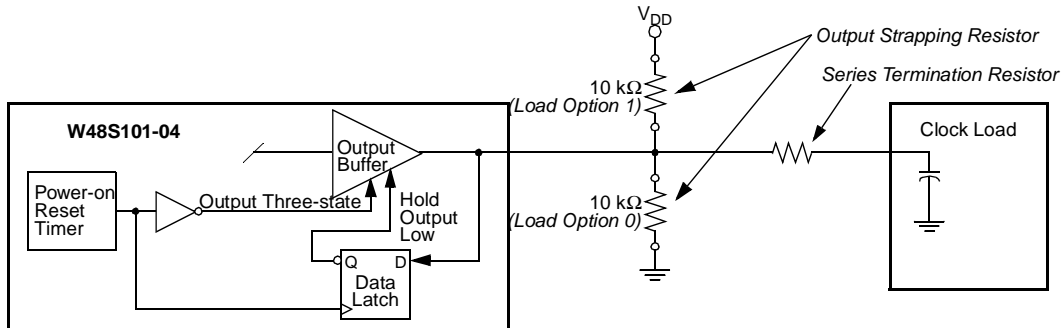 V_DD
Output Strapping Resistor
Series Termination Resistor
10 kΩ
(Load Option 1)
W48S101-04
Clock Load
Output
Buffer
Power-on
Reset
Timer
Output Three-state
Hold
Output
Low
10 kΩ
(Load Option 0)
Q D
Data
Latch